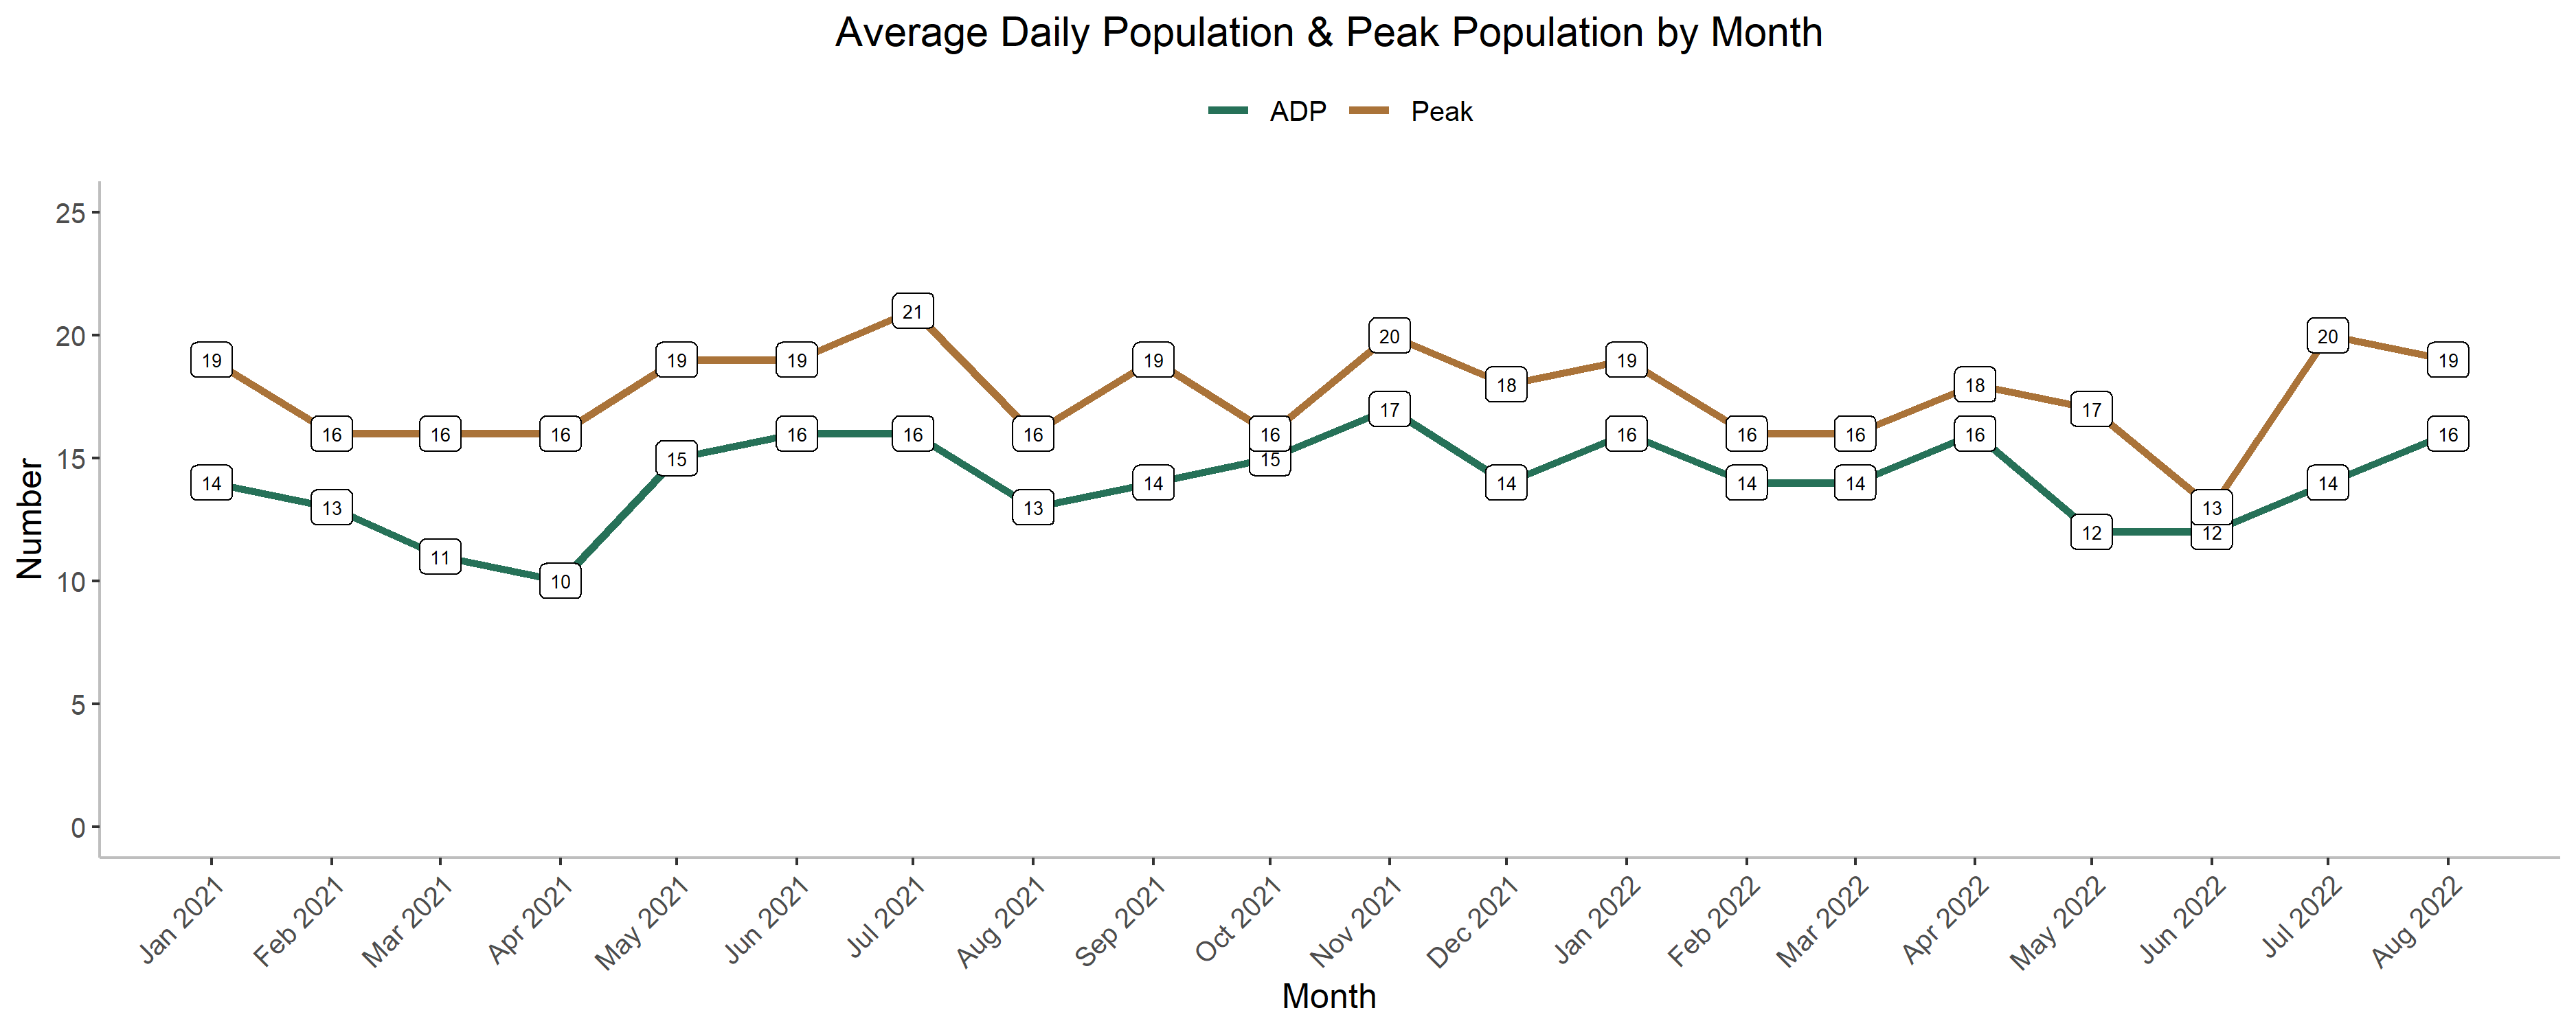 Average Daily Population & Peak Population by Month
ADP Peak
Number
25
20
15
10
5
0
19 16 16 16 19 19 21 16 19 16 20 18 19 16 16 18 17 13 20 19
14 13 11 10 15 16 16 13 14 15 17 14 16 14 14 16 12 12 14 16
Jan 2021 Feb 2021 Mar 2021 Apr 2021 May 2021 Jun 2021 Jul 2021 Aug 2021 Sep 2021 Oct 2021 Nov 2021 Dec 2021 Jan 2022 Feb 2022 Mar 2022 Apr 2022 May 2022 Jun 2022 Jul 2022 Aug 2022
Month